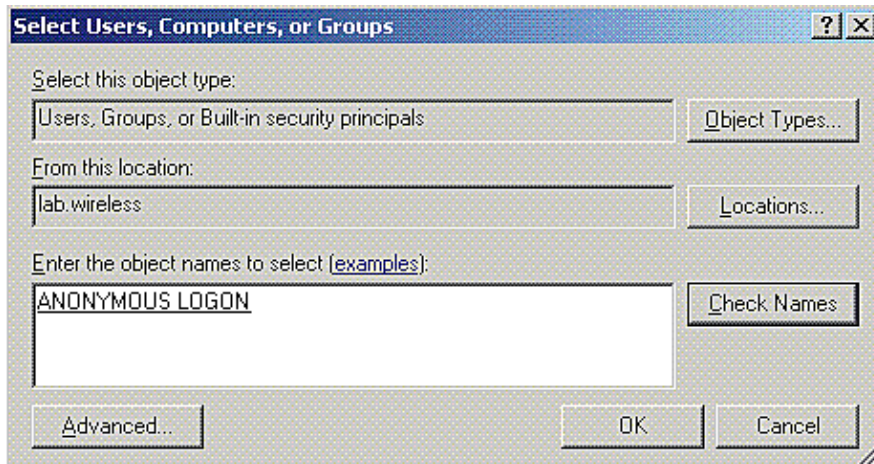 Select Users, Computers, or Groups
Select this object type:
Users, Groups, or Built-in security principals
Object Types...
From this location:
lab.wireless
Locations...
Enter the object names to select (examples):
ANONYMOUS LOGON
Check Names
Advanced...
OK
Cancel